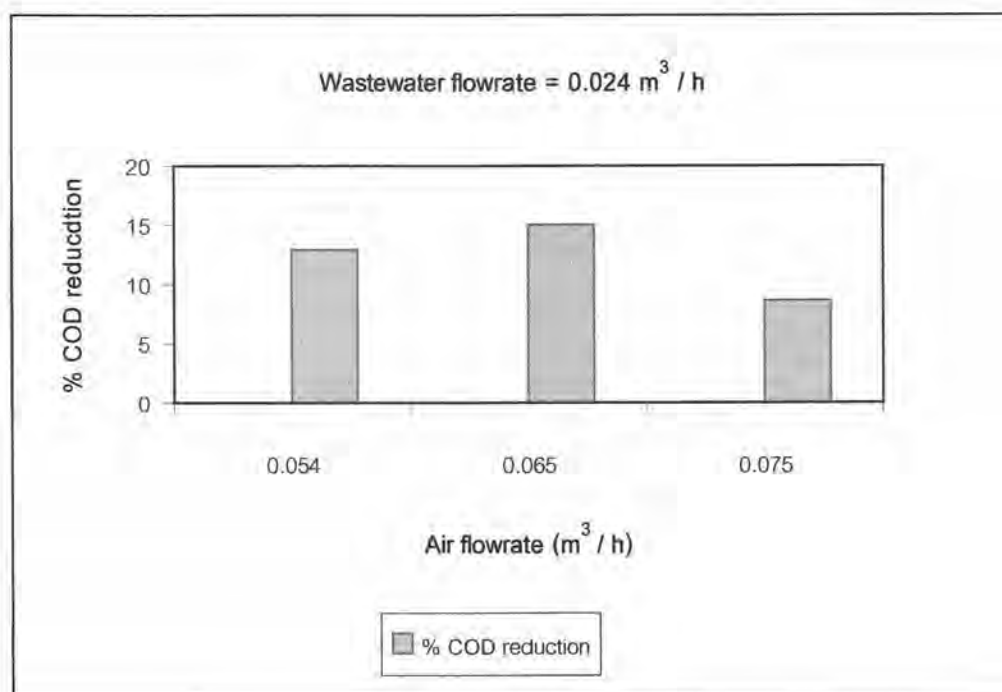 Wastewater flowrate = 0.024 m³ / h
% COD reducdtion
20
15
10
5
0
0.054 0.065 0.075
Air flowrate (m³ / h)
% COD reduction